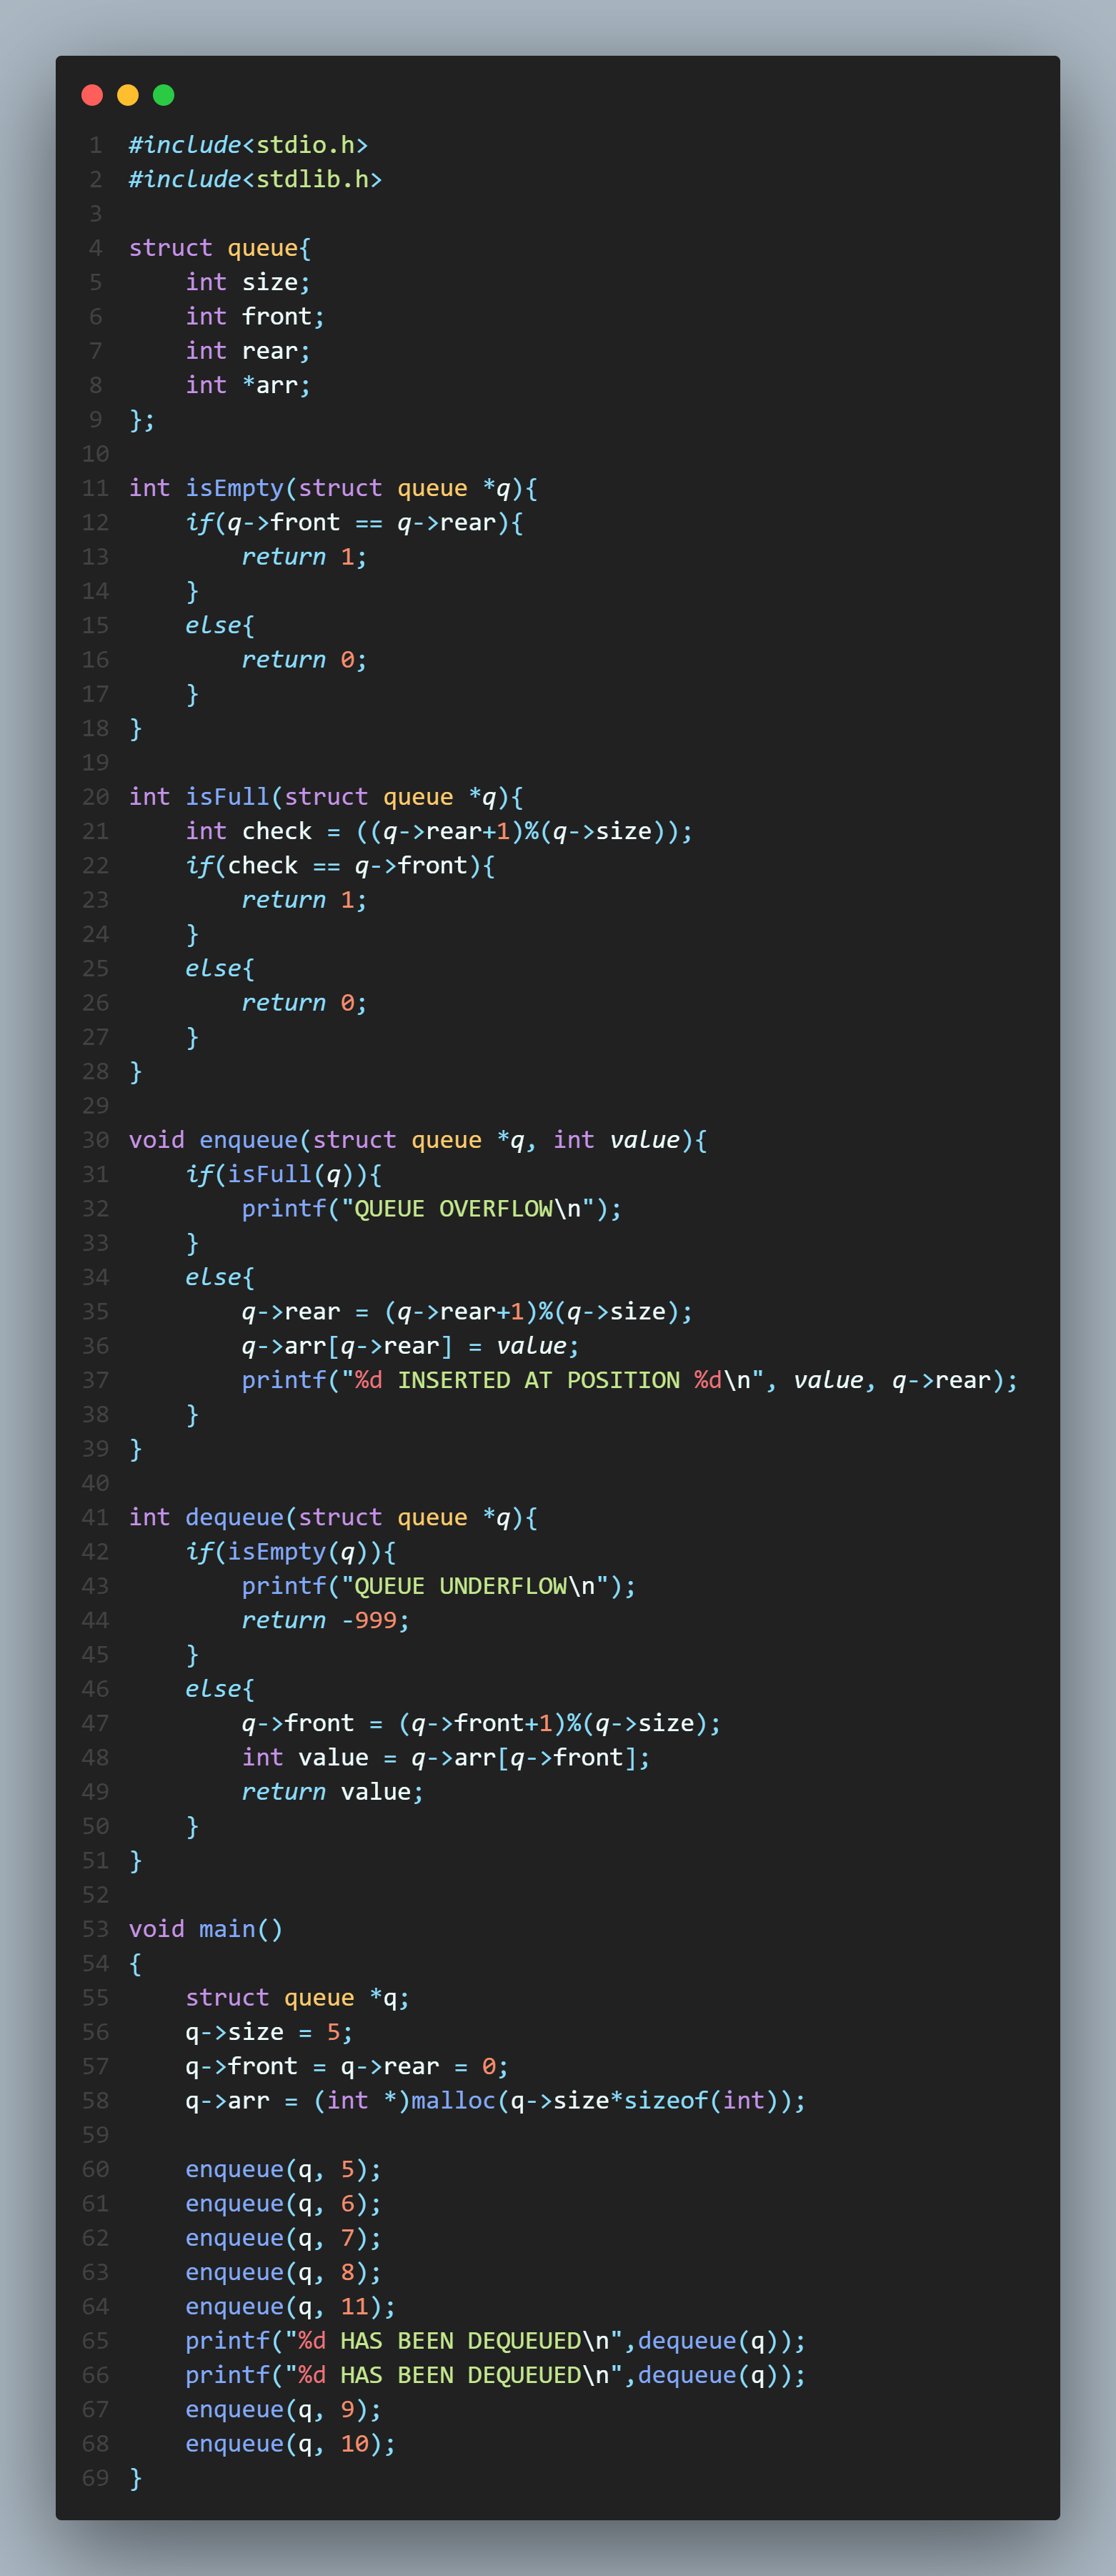 1 #include<stdio.h>
2 #include<stdlib.h>
3
4 struct queue{
5     int size;
6     int front;
7     int rear;
8     int *arr;
9 };
10
11 int isEmpty(struct queue *q){
12     if(q->front == q->rear){
13         return 1;
14     }
15     else{
16         return 0;
17     }
18 }
19
20 int isFull(struct queue *q){
21     int check = ((q->rear+1)%(q->size));
22     if(check == q->front){
23         return 1;
24     }
25     else{
26         return 0;
27     }
28 }
29
30 void enqueue(struct queue *q, int value){
31     if(isFull(q)){
32         printf("QUEUE OVERFLOW\n");
33     }
34     else{
35         q->rear = (q->rear+1)%(q->size);
36         q->arr[q->rear] = value;
37         printf("%d INSERTED AT POSITION %d\n", value, q->rear);
38     }
39 }
40
41 int dequeue(struct queue *q){
42     if(isEmpty(q)){
43         printf("QUEUE UNDERFLOW\n");
44         return -999;
45     }
46     else{
47         q->front = (q->front+1)%(q->size);
48         int value = q->arr[q->front];
49         return value;
50     }
51 }
52
53 void main()
54 {
55     struct queue *q;
56     q->size = 5;
57     q->front = q->rear = 0;
58     q->arr = (int *)malloc(q->size*sizeof(int));
59
60     enqueue(q, 5);
61     enqueue(q, 6);
62     enqueue(q, 7);
63     enqueue(q, 8);
64     enqueue(q, 11);
65     printf("%d HAS BEEN DEQUEUED\n",dequeue(q));
66     printf("%d HAS BEEN DEQUEUED\n",dequeue(q));
67     enqueue(q, 9);
68     enqueue(q, 10);
69 }